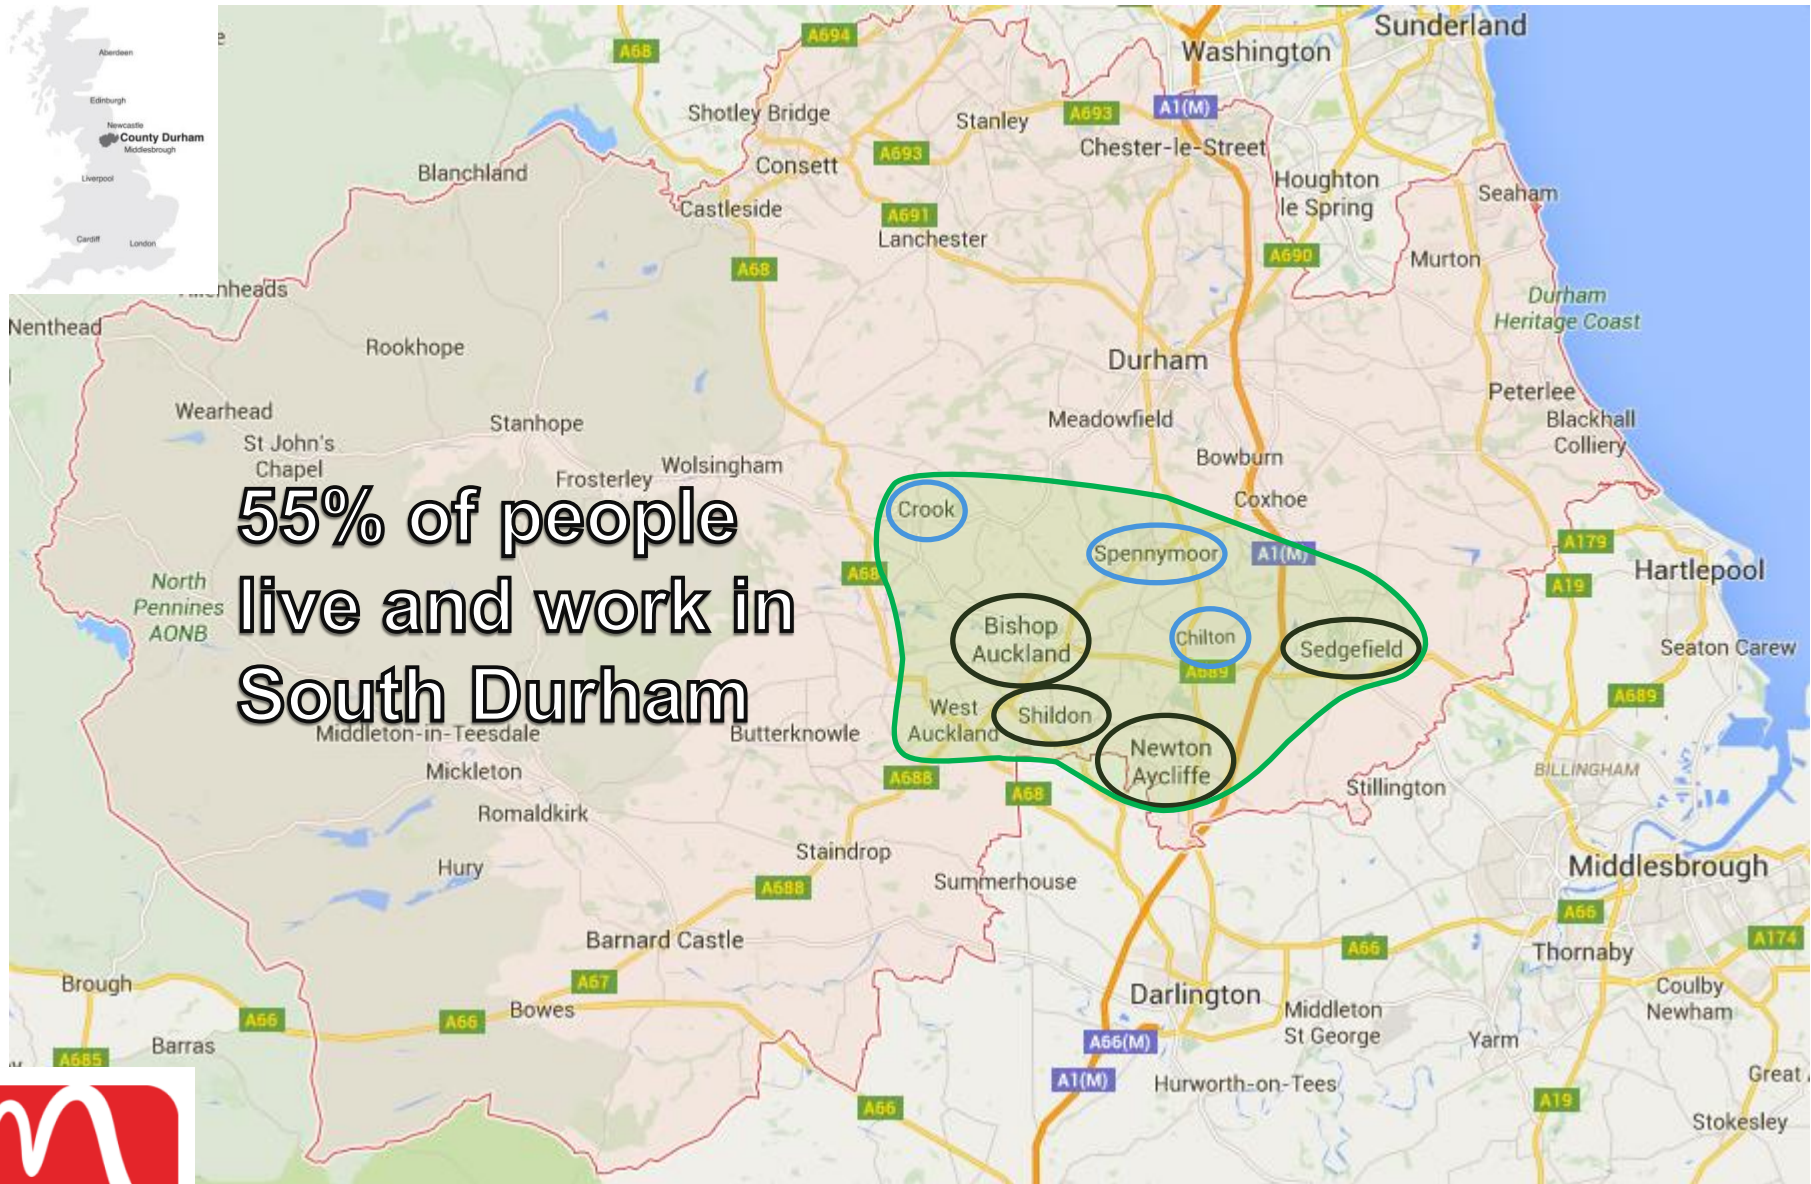 Aberdeen
Edinburgh
Newcastle
County Durham
Middlesbrough
Liverpool
Cardiff
London
A68
A694
Sunderland
Washington
A1(M)
Shotley Bridge
Stanley
A693
Chester-le-Street
A693
Consett
Blanchland
Houghton
le Spring
Seaham
Castleside
A691
Lanchester
A690
Murton
A68
Durham
Heritage Coast
Nenthead
Rookhope
Durham
Peterlee
Wearhead
Stanhope
Meadowfield
Blackhall
Colliery
St John's
Chapel
Frosterley
Wolsingham
Bowburn
Coxhoe
55% of people
live and work in
South Durham
Crook
Spennymoor
A1(M)
A179
Hartlepool
A68
A19
North
Pennines
AONB
Bishop
Auckland
Chilton
Sedgefield
A689
Seaton Carew
A689
West
Auckland
Shildon
Newton
Aycliffe
Middleton-in-Teesdale
Butterknowle
Mickleton
A688
A68
Stillington
BILLINGHAM
Romaldkirk
Staindrop
Hury
A688
Summerhouse
Middlesbrough
A66
Barnard Castle
A66
Thornaby
A174
Brough
A67
Bowes
Darlington
Middleton
St George
Coulby
Newham
A66
A66
Barras
A685
A66(M)
Yarm
A1(M)
Hurworth-on-Tees
Great
A66
A19
Stokesley